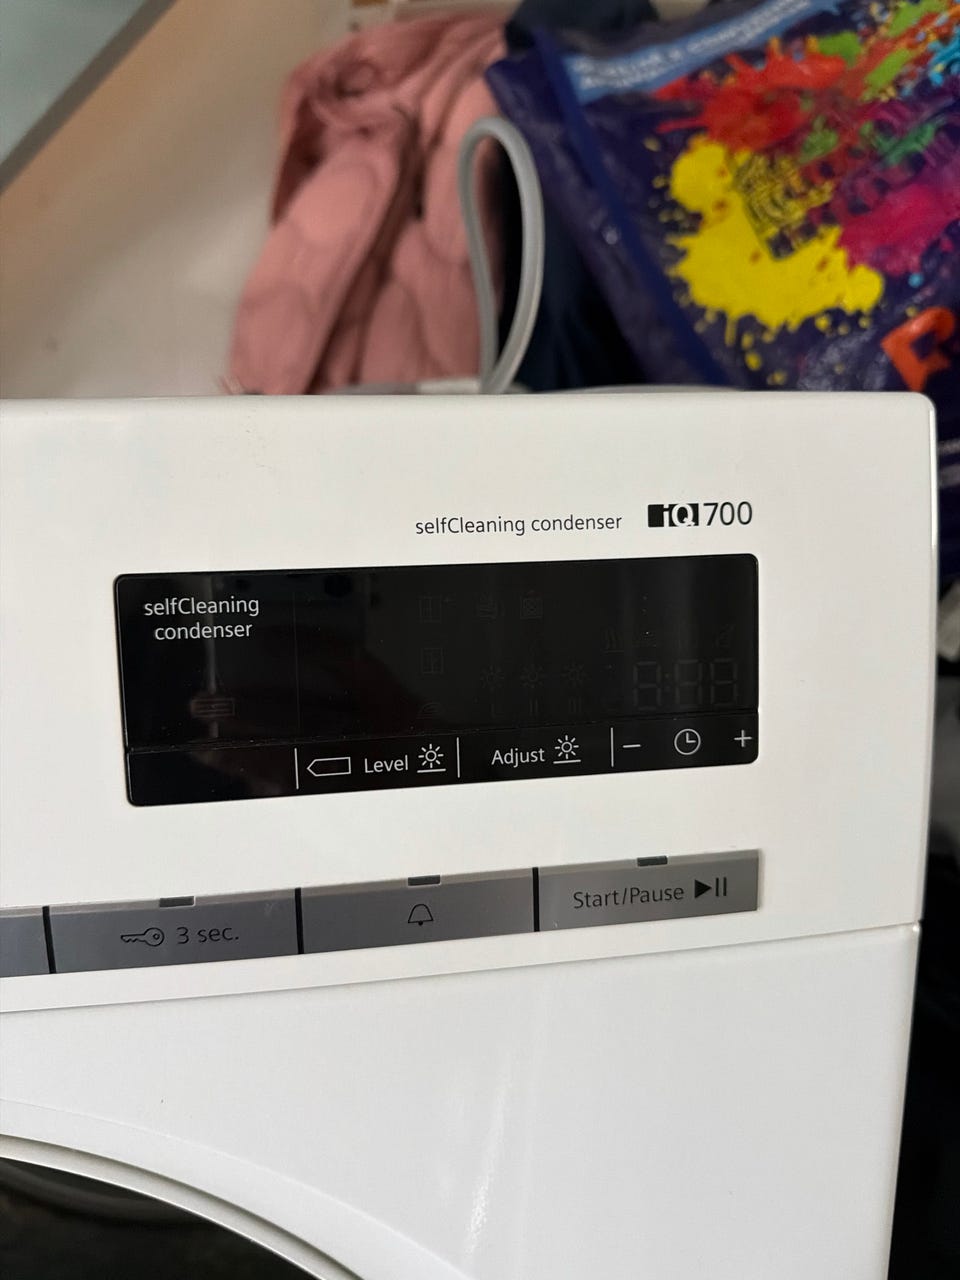 selfCleaning condenser iQ700
selfCleaning
condenser
Level
Adjust
− +
3 sec.
Start/Pause